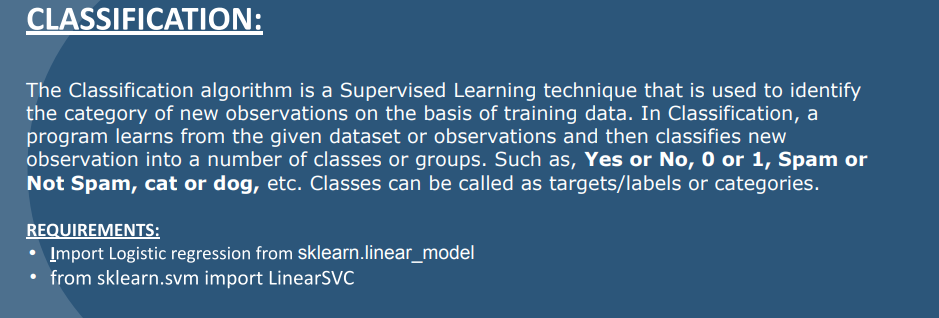 CLASSIFICATION:
The Classification algorithm is a Supervised Learning technique that is used to identify
the category of new observations on the basis of training data. In Classification, a
program learns from the given dataset or observations and then classifies new
observation into a number of classes or groups. Such as, Yes or No, 0 or 1, Spam or
Not Spam, cat or dog, etc. Classes can be called as targets/labels or categories.
REQUIREMENTS:
• Import Logistic regression from sklearn.linear_model
• from sklearn.svm import LinearSVC